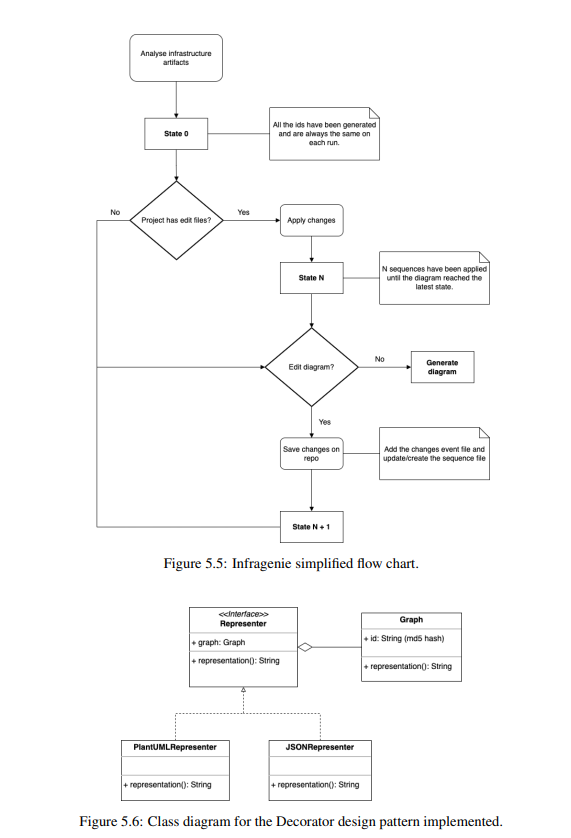 Analyse infrastructure
artifacts
State 0
All the ids have been generated
and are always the same on
each run.
No
Project has edit files?
Yes
Apply changes
State N
N sequences have been applied
until the diagram reached the
latest state.
Edit diagram?
No
Generate
diagram
Yes
Save changes on
repo
Add the changes event file and
update/create the sequence file
State N + 1
Figure 5.5: Infragenie simplified flow chart.
<<Interface>>
Representer
+ graph: Graph
+ representation(): String
Graph
+ id: String (md5 hash)
+ representation(): String
PlantUMLRepresenter
+ representation(): String
JSONRepresenter
+ representation(): String
Figure 5.6: Class diagram for the Decorator design pattern implemented.